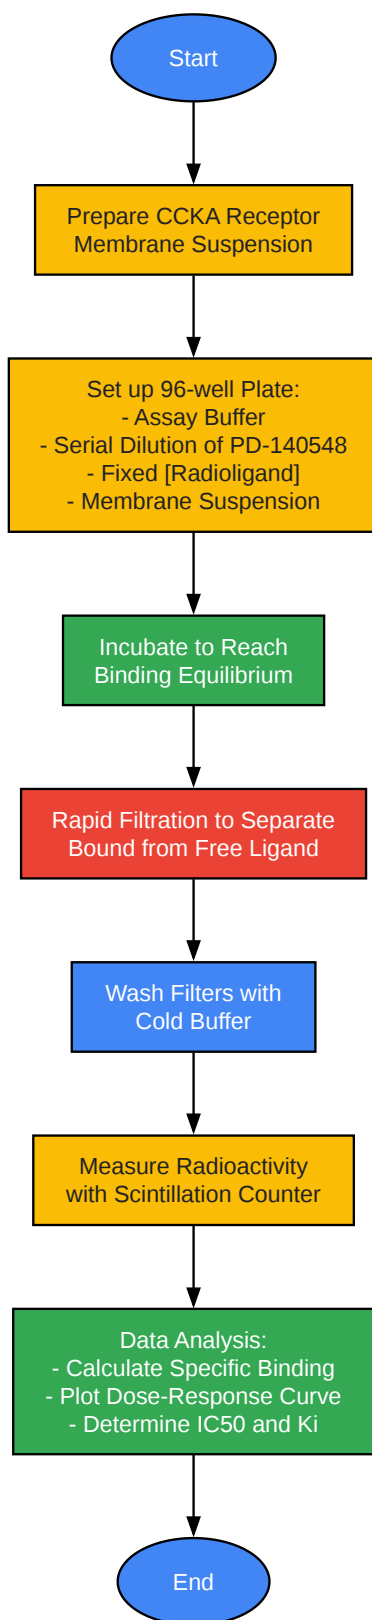 Start
Prepare CCKA Receptor
Membrane Suspension
Set up 96-well Plate:
- Assay Buffer
- Serial Dilution of PD-140548
- Fixed [Radioligand]
- Membrane Suspension
Incubate to Reach
Binding Equilibrium
Rapid Filtration to Separate
Bound from Free Ligand
Wash Filters with
Cold Buffer
Measure Radioactivity
with Scintillation Counter
Data Analysis:
- Calculate Specific Binding
- Plot Dose-Response Curve
- Determine IC50 and Ki
End